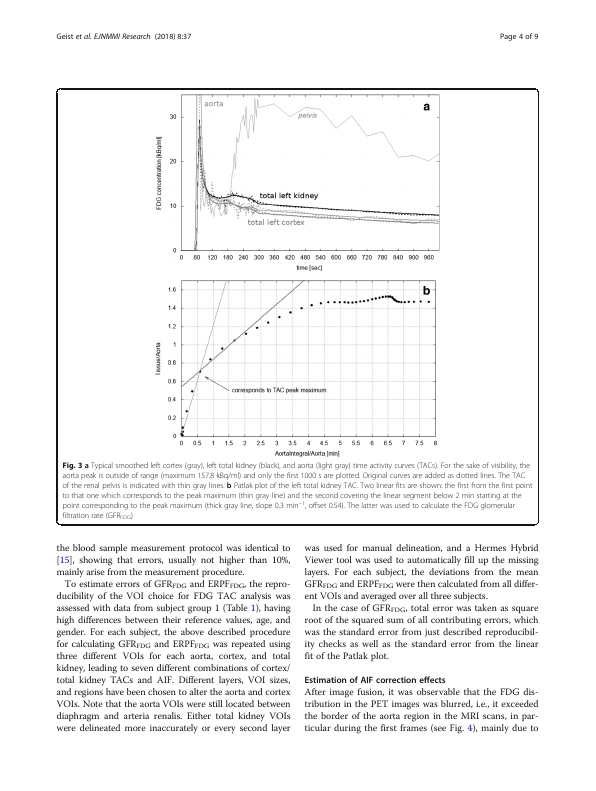 Geist et al. EJNMMI Research (2018) 8:37
Page 4 of 9
a
aorta
pelvis
total left kidney
total left cortex
FDG concentration [kBq/ml]
30
20
10
0
0 60 120 180 240 300 360 420 480 540 600 660 720 780 840 900 960
time [sec]
b
Tissue/Aorta
1.6
1.4
1.2
1
0.8
0.6
0.4
0.2
0
corresponds to TAC peak maximum
0 0.5 1 1.5 2 2.5 3 3.5 4 4.5 5 5.5 6 6.5 7 7.5 8
AortaIntegral/Aorta [min]
Fig. 3 a Typical smoothed left cortex (gray), left total kidney (black), and aorta (light gray) time activity curves (TACs). For the sake of visibility, the
aorta peak is outside of range (maximum 157.8 kBq/ml) and only the first 1000 s are plotted. Original curves are added as dotted lines. The TAC
of the renal pelvis is indicated with thin gray lines. b Patlak plot of the left total kidney TAC. Two linear fits are shown: the first from the first point
to that one which corresponds to the peak maximum (thin gray line) and the second covering the linear segment below 2 min starting at the
point corresponding to the peak maximum (thick gray line, slope 0.3 min⁻¹, offset 0.54). The latter was used to calculate the FDG glomerular
filtration rate (GFR_FDG)
the blood sample measurement protocol was identical to
[15], showing that errors, usually not higher than 10%,
mainly arise from the measurement procedure.
To estimate errors of GFR_FDG and ERPF_FDG, the repro-
ducibility of the VOI choice for FDG TAC analysis was
assessed with data from subject group 1 (Table 1), having
high differences between their reference values, age, and
gender. For each subject, the above described procedure
for calculating GFR_FDG and ERPF_FDG was repeated using
three different VOIs for each aorta, cortex, and total
kidney, leading to seven different combinations of cortex/
total kidney TACs and AIF. Different layers, VOI sizes,
and regions have been chosen to alter the aorta and cortex
VOIs. Note that the aorta VOIs were still located between
diaphragm and arteria renalis. Either total kidney VOIs
were delineated more inaccurately or every second layer
was used for manual delineation, and a Hermes Hybrid
Viewer tool was used to automatically fill up the missing
layers. For each subject, the deviations from the mean
GFR_FDG and ERPF_FDG were then calculated from all differ-
ent VOIs and averaged over all three subjects.
In the case of GFR_FDG, total error was taken as square
root of the squared sum of all contributing errors, which
was the standard error from just described reproducibil-
ity checks as well as the standard error from the linear
fit of the Patlak plot.
Estimation of AIF correction effects
After image fusion, it was observable that the FDG dis-
tribution in the PET images was blurred, i.e., it exceeded
the border of the aorta region in the MRI scans, in par-
ticular during the first frames (see Fig. 4), mainly due to